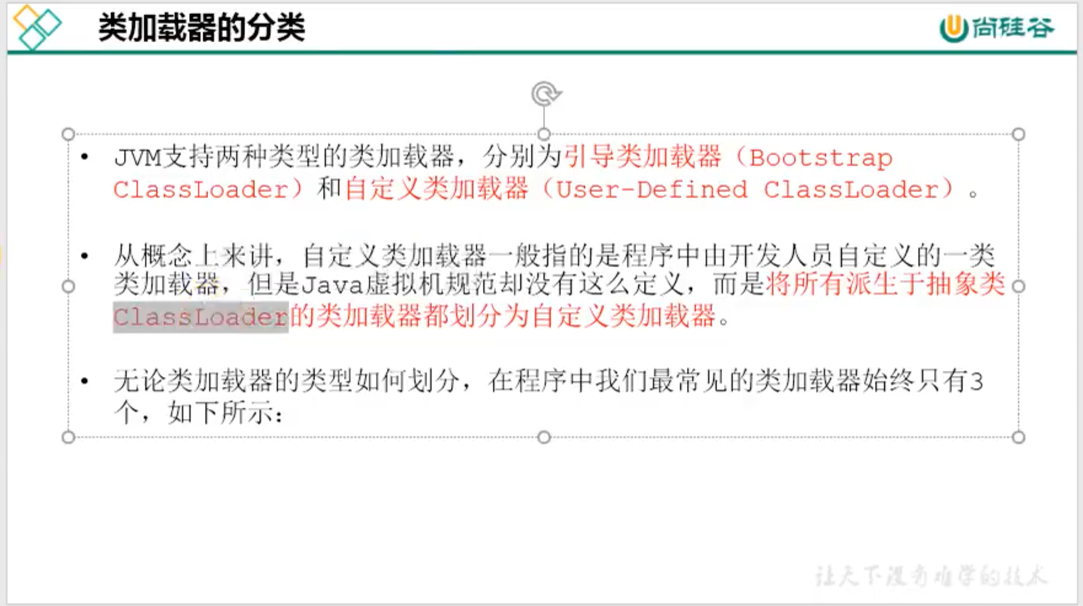 类加载器的分类
尚硅谷
• JVM支持两种类型的类加载器，分别为引导类加载器（Bootstrap
ClassLoader）和自定义类加载器（User-Defined ClassLoader）。
• 从概念上来讲，自定义类加载器一般指的是程序中由开发人员自定义的一类
类加载器，但是Java虚拟机规范却没有这么定义，而是将所有派生于抽象类
ClassLoader的类加载器都划分为自定义类加载器。
• 无论类加载器的类型如何划分，在程序中我们最常见的类加载器始终只有3
个，如下所示：
让天下没有难学的技术